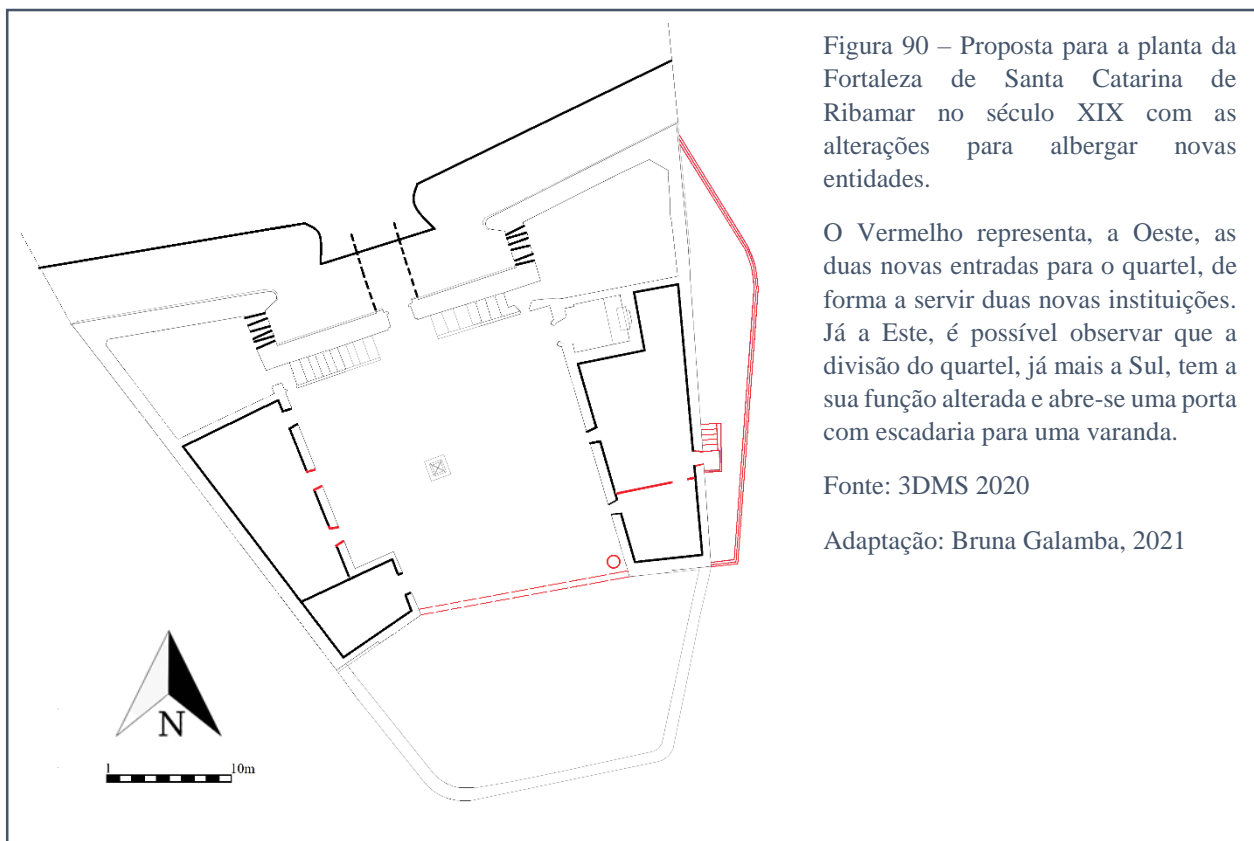 Figura 90 – Proposta para a planta da
Fortaleza de Santa Catarina de
Ribamar no século XIX com as
alterações para albergar novas
entidades.
O Vermelho representa, a Oeste, as
duas novas entradas para o quartel, de
forma a servir duas novas instituições.
Já a Este, é possível observar que a
divisão do quartel, já mais a Sul, tem a
sua função alterada e abre-se uma porta
com escadaria para uma varanda.
Fonte: 3DMS 2020
Adaptação: Bruna Galamba, 2021
N
1 10m